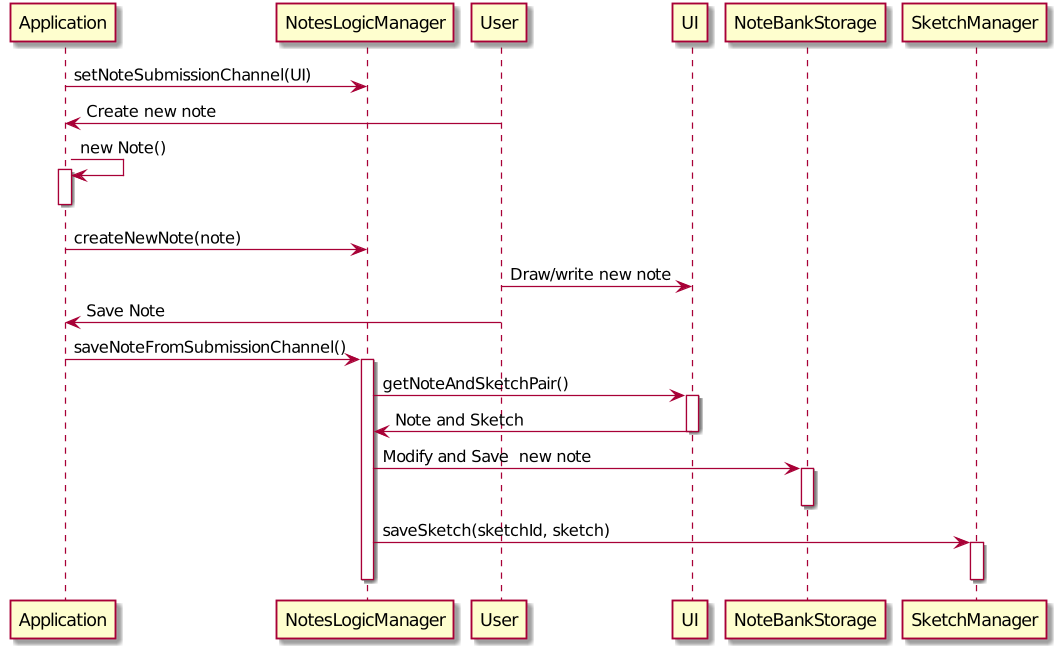 Application NotesLogicManager User UI NoteBankStorage SketchManager
setNoteSubmissionChannel(UI)
Create new note
new Note()
createNewNote(note)
Draw/write new note
Save Note
saveNoteFromSubmissionChannel()
getNoteAndSketchPair()
Note and Sketch
Modify and Save  new note
saveSketch(sketchId, sketch)
Application NotesLogicManager User UI NoteBankStorage SketchManager